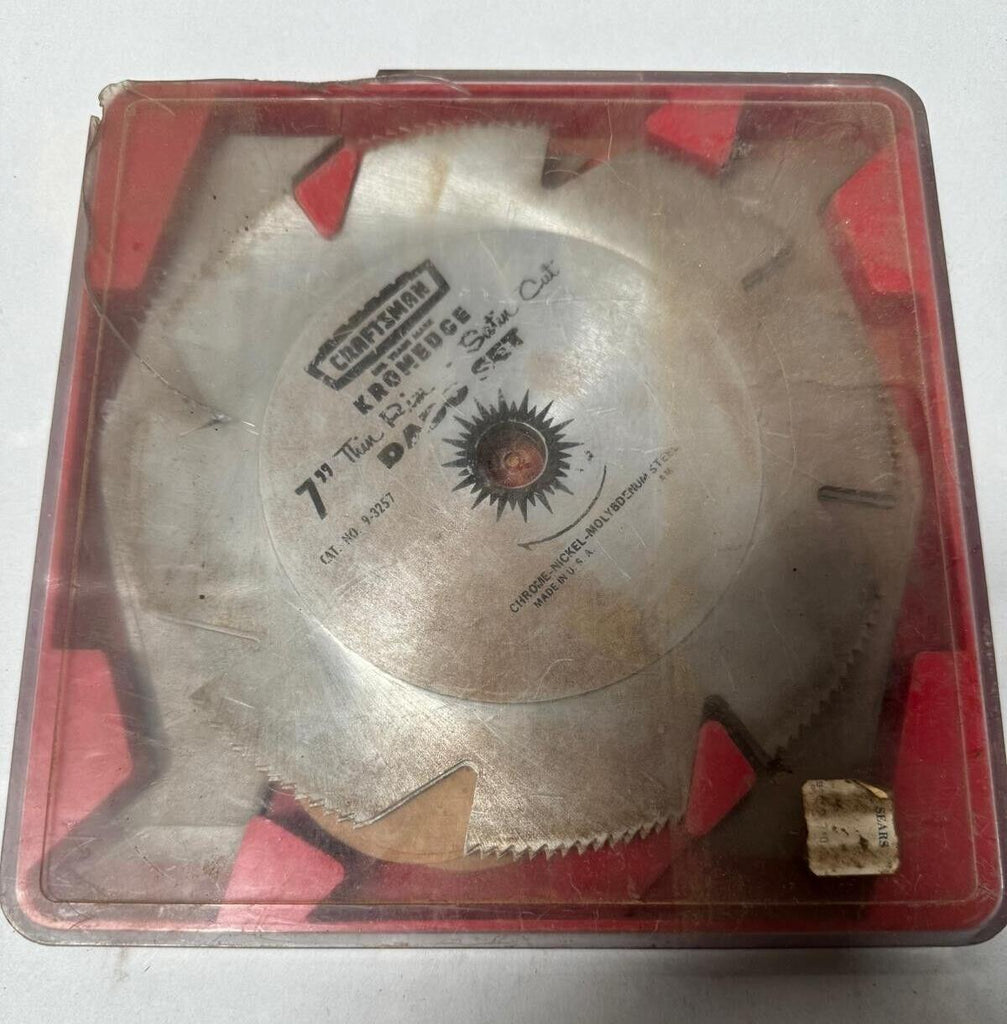 CRAFTSMAN
KROMEDGE
7" Thin Rim Satin Cut
DADO SET
CAT. NO. 9-3257
CHROME-NICKEL-MOLYBDENUM STEEL
MADE IN U.S.A.
SEARS